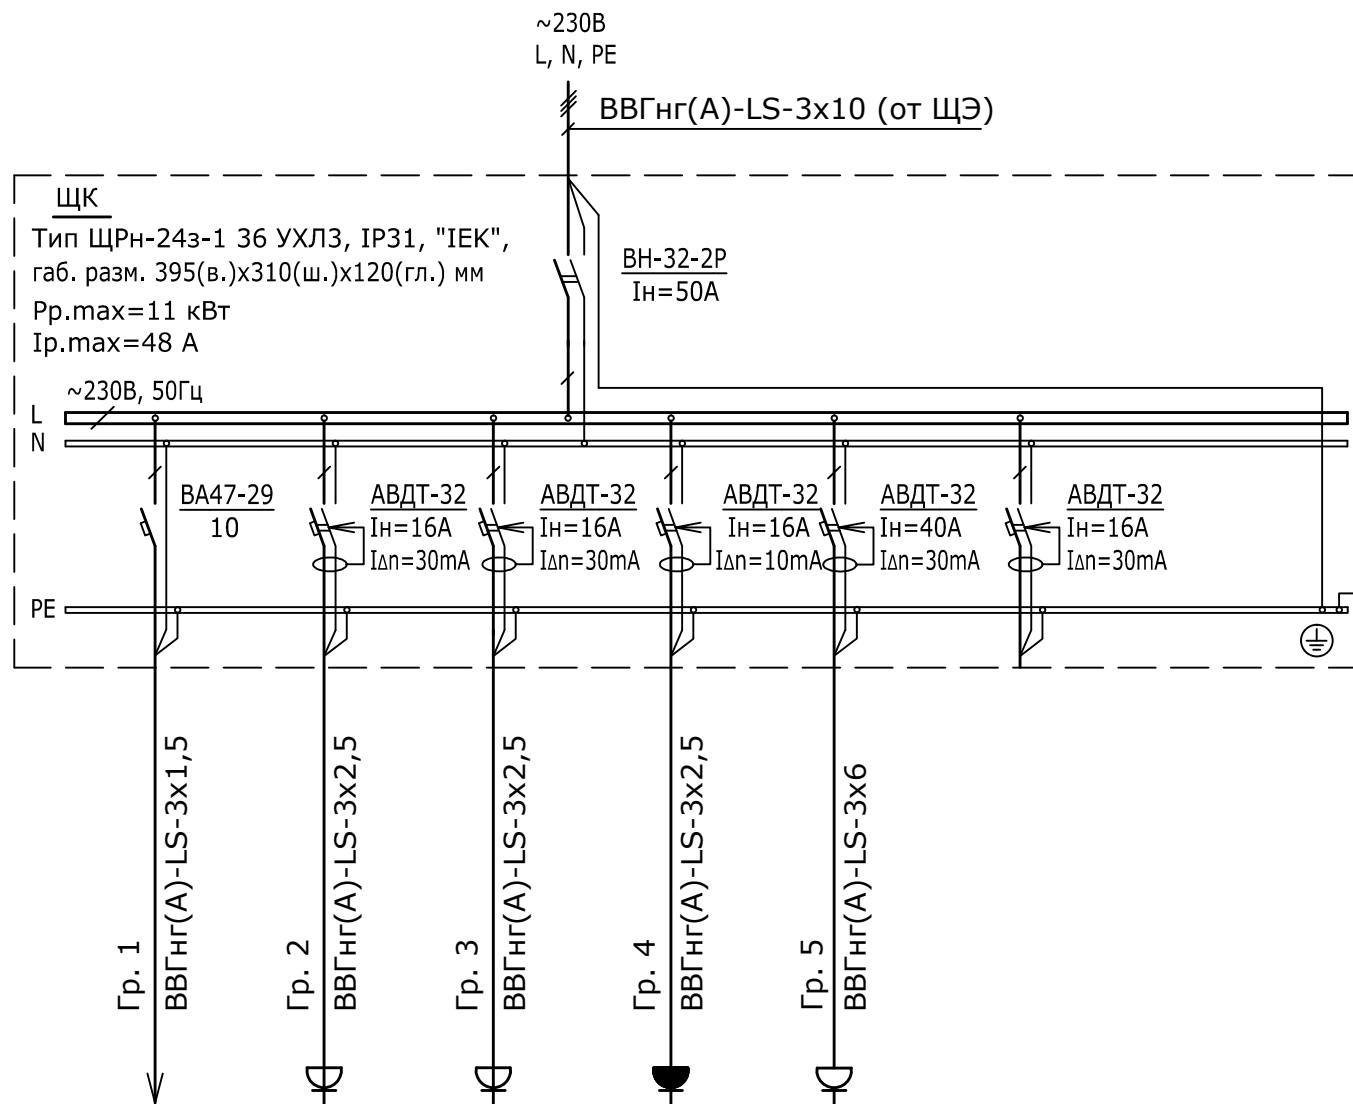 ~230В
L, N, PE
ВВГнг(А)-LS-3х10 (от ЩЭ)
ЩК
Тип ЩРн-24з-1 36 УХЛ3, IP31, "IEK",
габ. разм. 395(в.)х310(ш.)х120(гл.) мм
Рр.max=11 кВт
Iр.max=48 А
ВН-32-2Р
Iн=50А
~230В, 50Гц
L
N
ВА47-29
10
АВДТ-32
Iн=16А
I∆n=30mA
АВДТ-32
Iн=16А
I∆n=30mA
АВДТ-32
Iн=16А
I∆n=10mA
АВДТ-32
Iн=40А
I∆n=30mA
АВДТ-32
Iн=16А
I∆n=30mA
PE
Гр. 1
ВВГнг(А)-LS-3х1,5
Гр. 2
ВВГнг(А)-LS-3х2,5
Гр. 3
ВВГнг(А)-LS-3х2,5
Гр. 4
ВВГнг(А)-LS-3х2,5
Гр. 5
ВВГнг(А)-LS-3х6